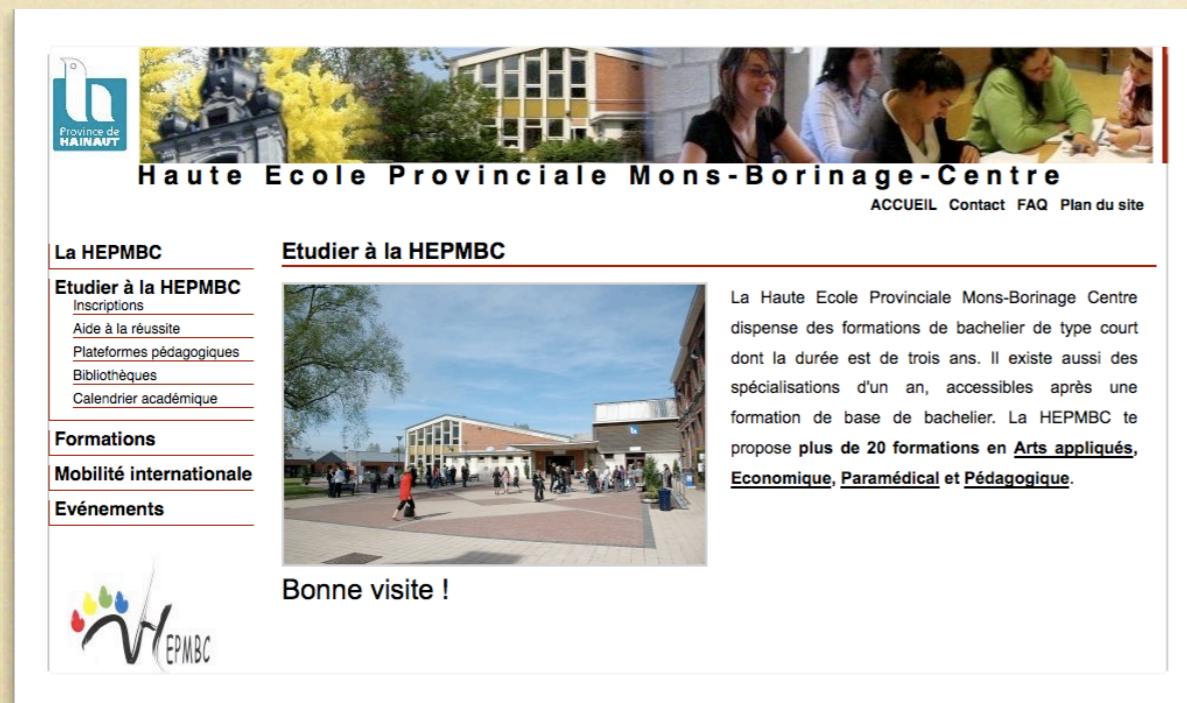 Province de
HAINAUT
Haute Ecole Provinciale Mons-Borinage-Centre
ACCUEIL Contact FAQ Plan du site
La HEPMBC
Etudier à la HEPMBC
Inscriptions
Aide à la réussite
Plateformes pédagogiques
Bibliothèques
Calendrier académique
Formations
Mobilité internationale
Evénements
HEPMBC
Etudier à la HEPMBC
La Haute Ecole Provinciale Mons-Borinage Centre
dispense des formations de bachelier de type court
dont la durée est de trois ans. Il existe aussi des
spécialisations d'un an, accessibles après une
formation de base de bachelier. La HEPMBC te
propose plus de 20 formations en Arts appliqués,
Economique, Paramédical et Pédagogique.
Bonne visite !